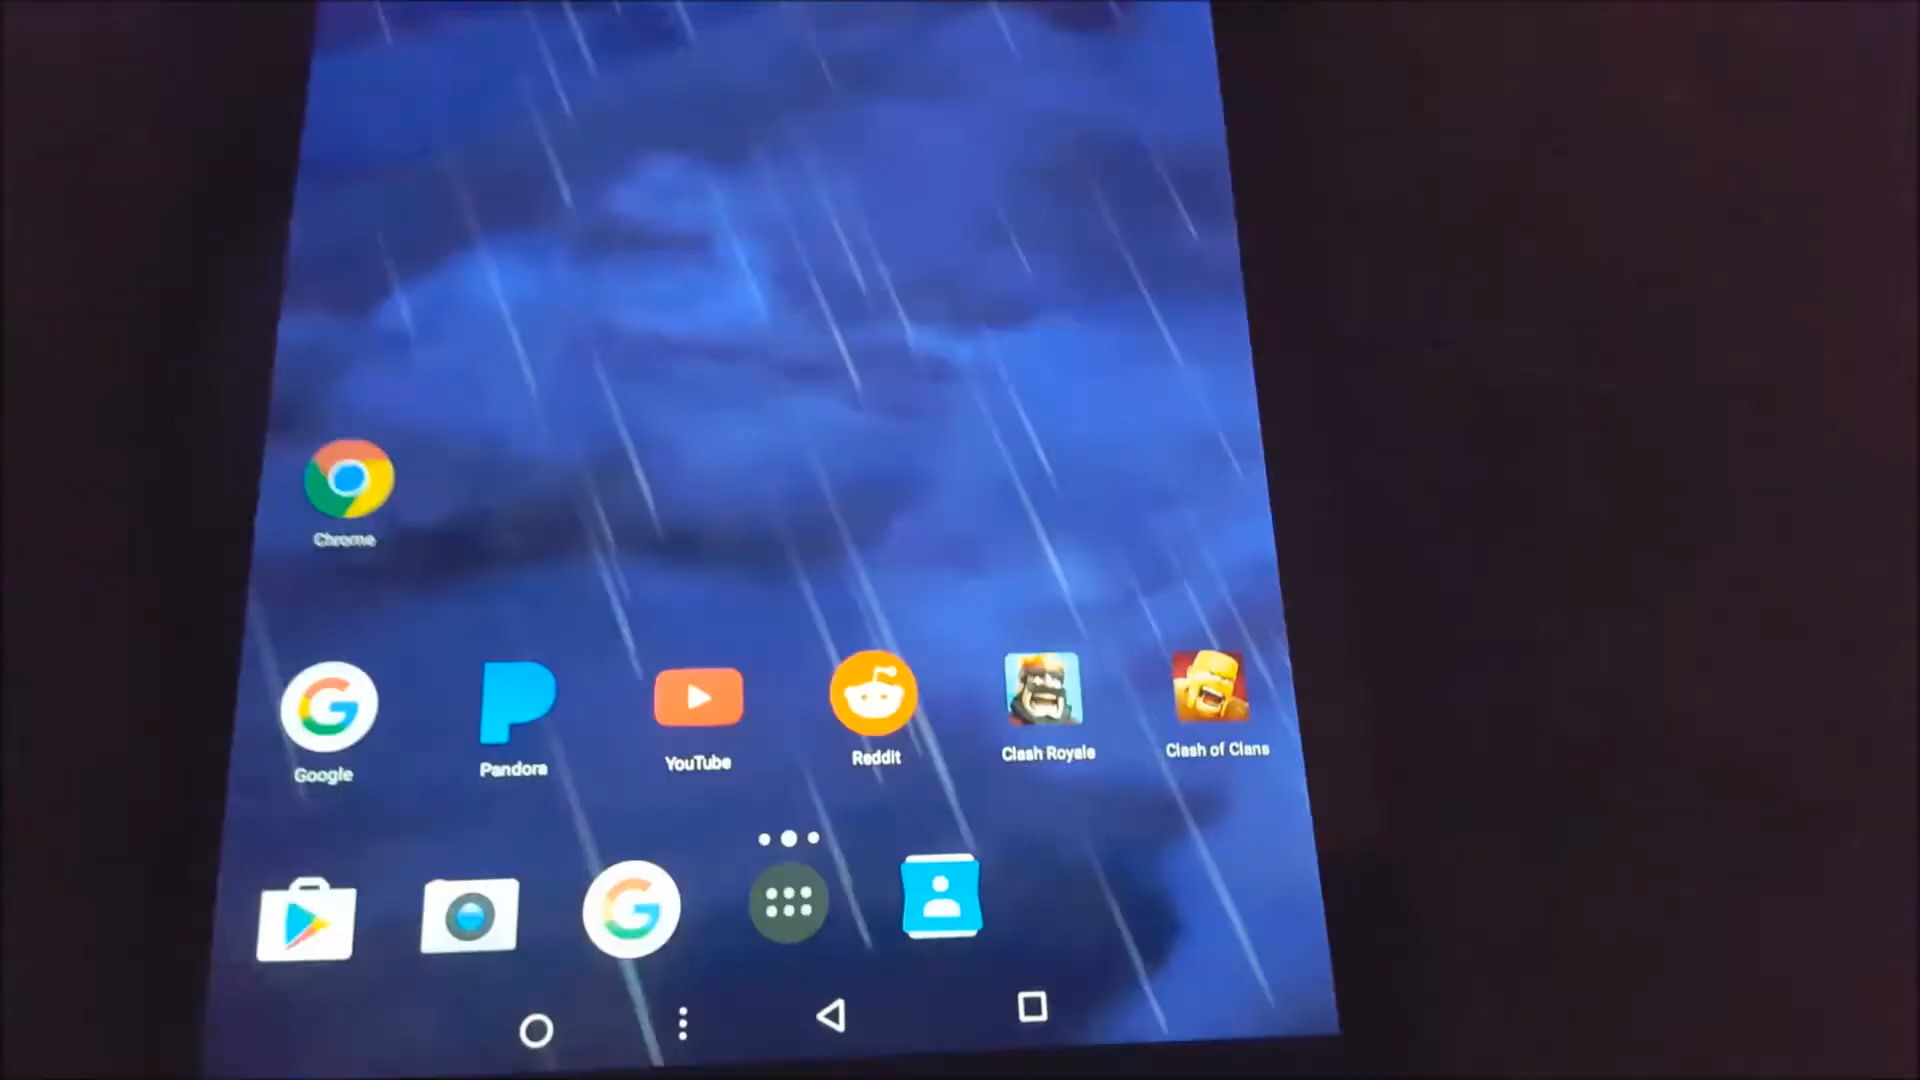 Chrome
Google
Pandora
YouTube
Reddit
Clash Royale
Clash of Clans